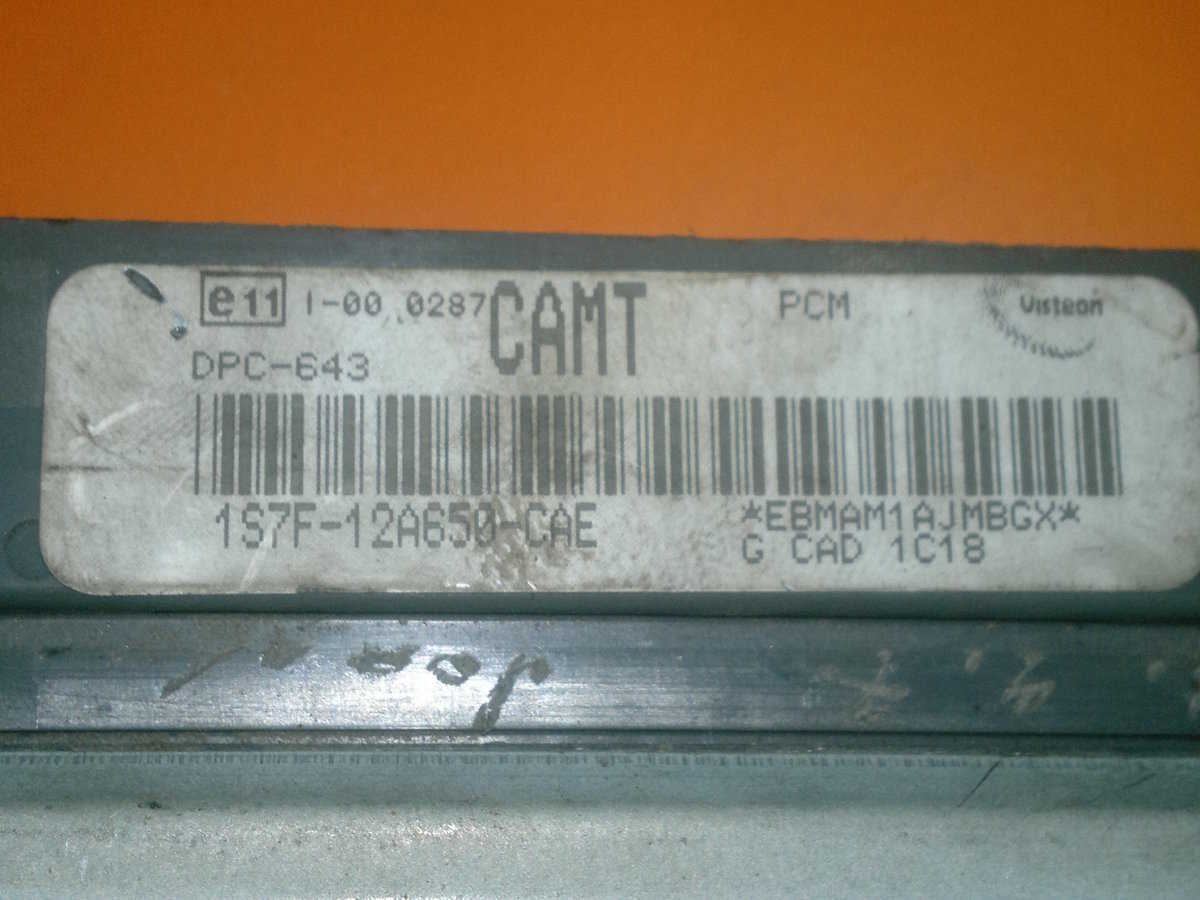 e11 I-00 0287 CAMT PCM Visteon
DPC-643
1S7F-12A650-CAE *EBMAM1AJMBGX*
G CAD 1C18